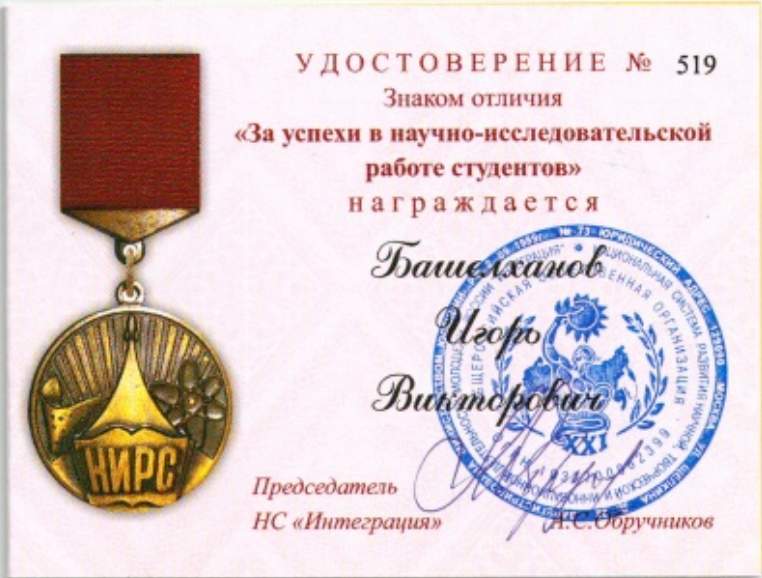 УДОСТОВЕРЕНИЕ № 519
Знаком отличия
«За успехи в научно-исследовательской
работе студентов»
награждается
Башелханов
Игорь
Викторович
НИРС
XXI
Председатель
НС «Интеграция»
А.С.Обручников